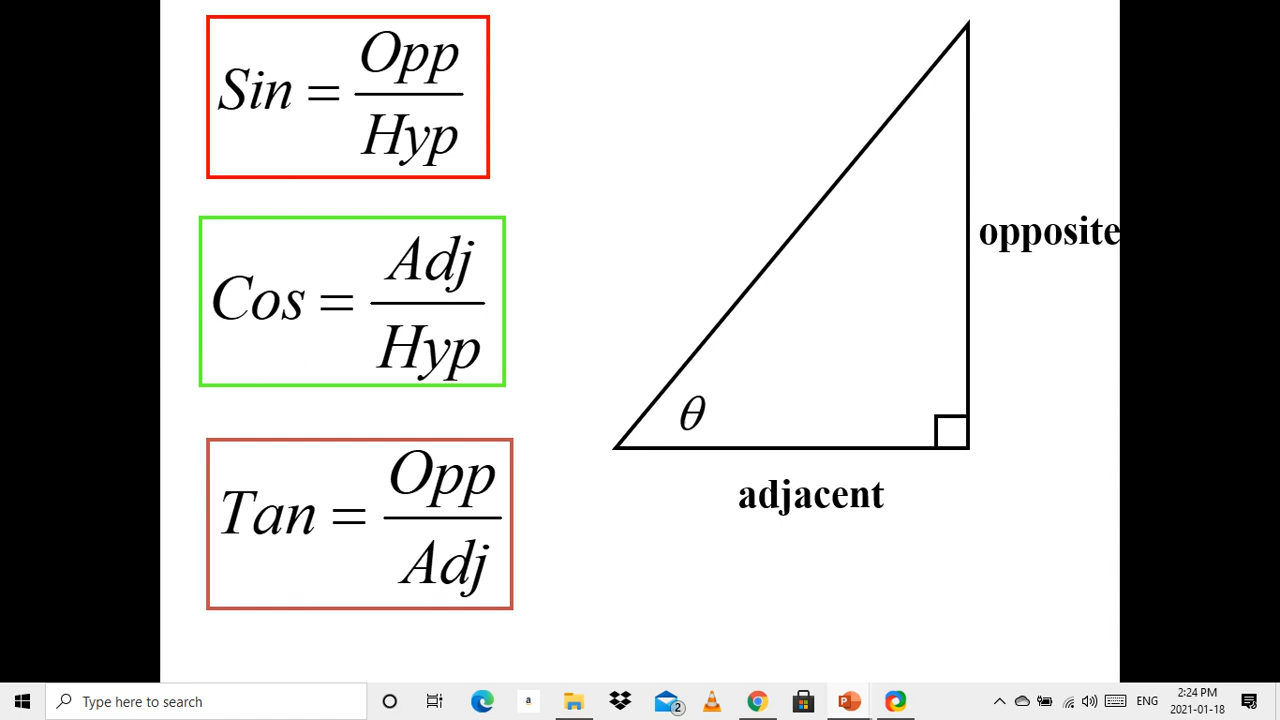 Sin = Opp / Hyp
Cos = Adj / Hyp
Tan = Opp / Adj
θ
opposite
adjacent
Type here to search
a
2
ENG
2:24 PM
2021-01-18